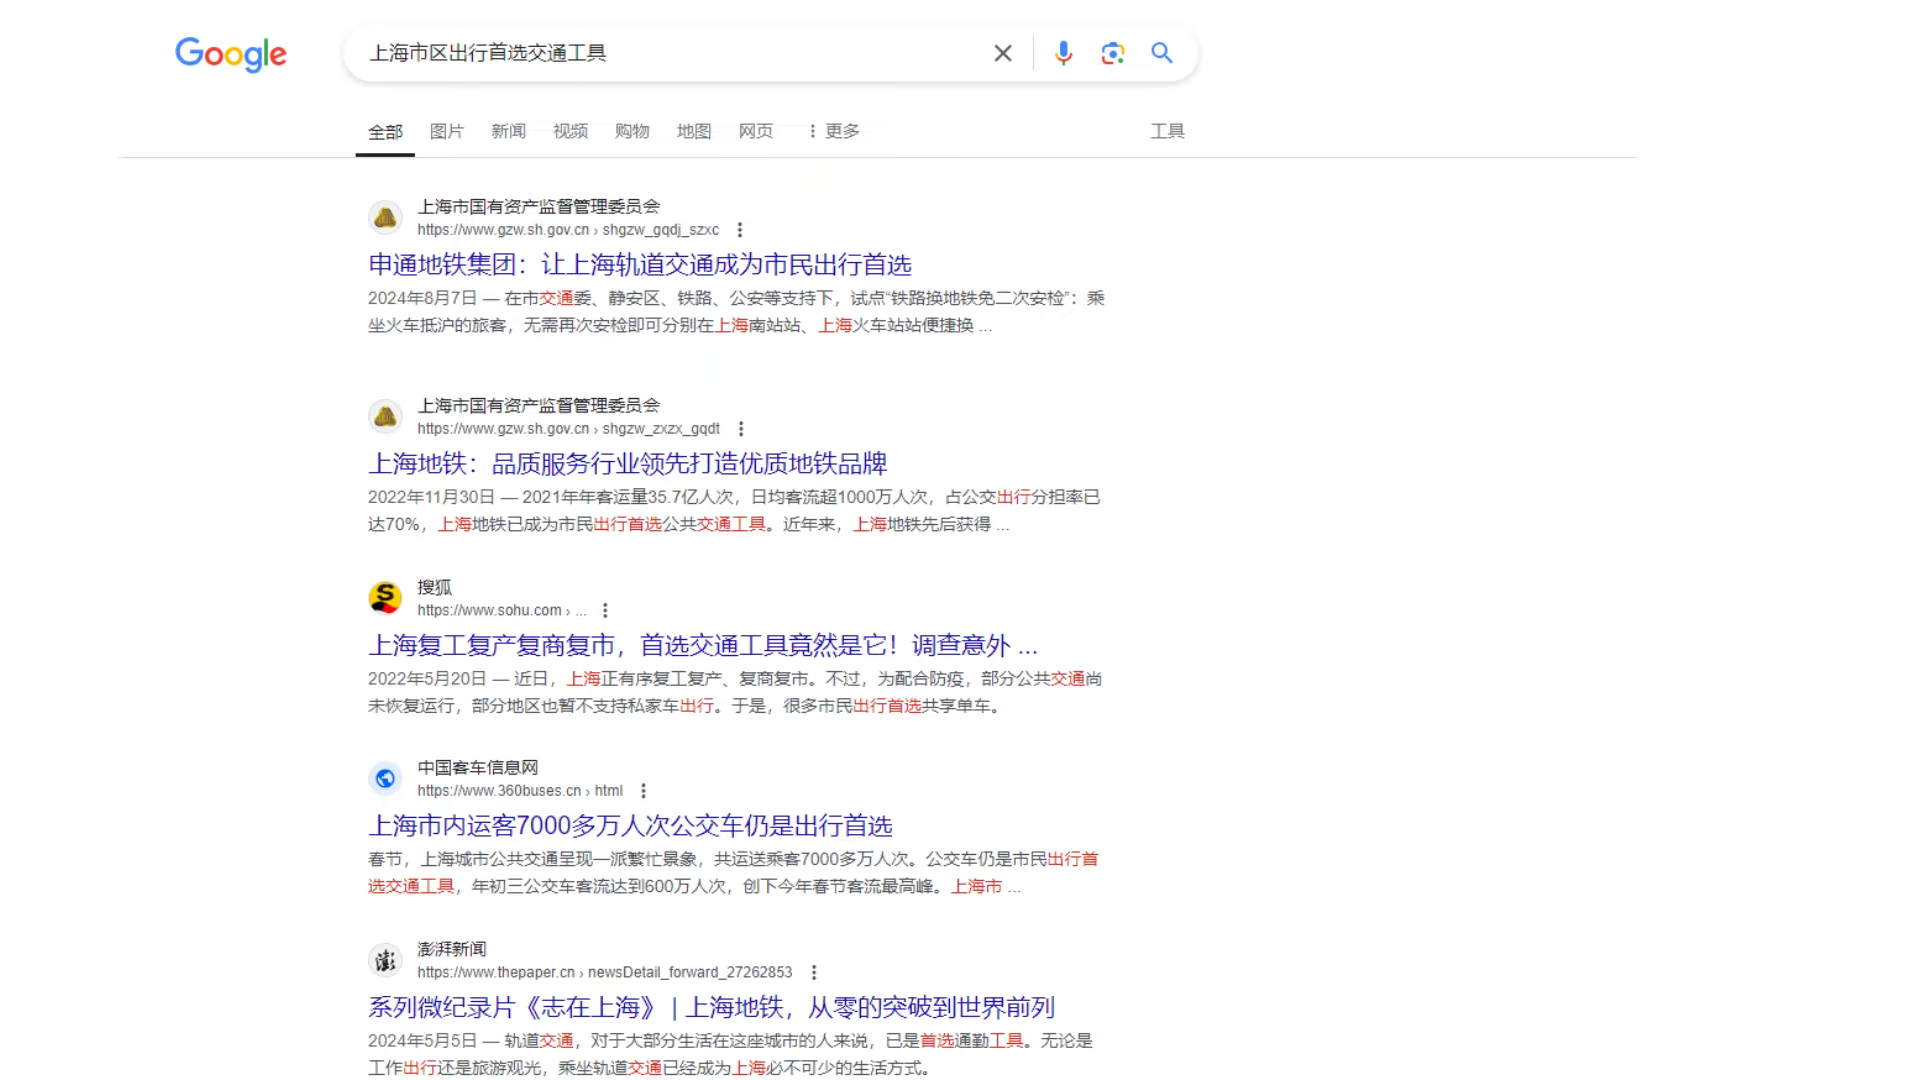 Google
上海市区出行首选交通工具
全部 图片 新闻 视频 购物 地图 网页 更多 工具
上海市国有资产监督管理委员会
https://www.gzw.sh.gov.cn › shgzw_gqdj_szxc
申通地铁集团：让上海轨道交通成为市民出行首选
2024年8月7日 — 在市交通委、静安区、铁路、公安等支持下，试点“铁路换地铁免二次安检”：乘
坐火车抵沪的旅客，无需再次安检即可分别在上海南站站、上海火车站站便捷换 ...
上海市国有资产监督管理委员会
https://www.gzw.sh.gov.cn › shgzw_zxzx_gqdt
上海地铁：品质服务行业领先打造优质地铁品牌
2022年11月30日 — 2021年年客运量35.7亿人次，日均客流超1000万人次，占公交出行分担率已
达70%，上海地铁已成为市民出行首选公共交通工具。近年来，上海地铁先后获得 ...
搜狐
https://www.sohu.com › ...
上海复工复产复商复市，首选交通工具竟然是它！调查意外 ...
2022年5月20日 — 近日，上海正有序复工复产、复商复市。不过，为配合防疫，部分公共交通尚
未恢复运行，部分地区也暂不支持私家车出行。于是，很多市民出行首选共享单车。
中国客车信息网
https://www.360buses.cn › html
上海市内运客7000多万人次公交车仍是出行首选
春节，上海城市公共交通呈现一派繁忙景象，共运送乘客7000多万人次。公交车仍是市民出行首
选交通工具，年初三公交车客流达到600万人次，创下今年春节客流最高峰。上海市 ...
澎湃新闻
https://www.thepaper.cn › newsDetail_forward_27262853
系列微纪录片《志在上海》 | 上海地铁，从零的突破到世界前列
2024年5月5日 — 轨道交通，对于大部分生活在这座城市的人来说，已是首选通勤工具。无论是
工作出行还是旅游观光，乘坐轨道交通已经成为上海必不可少的生活方式。